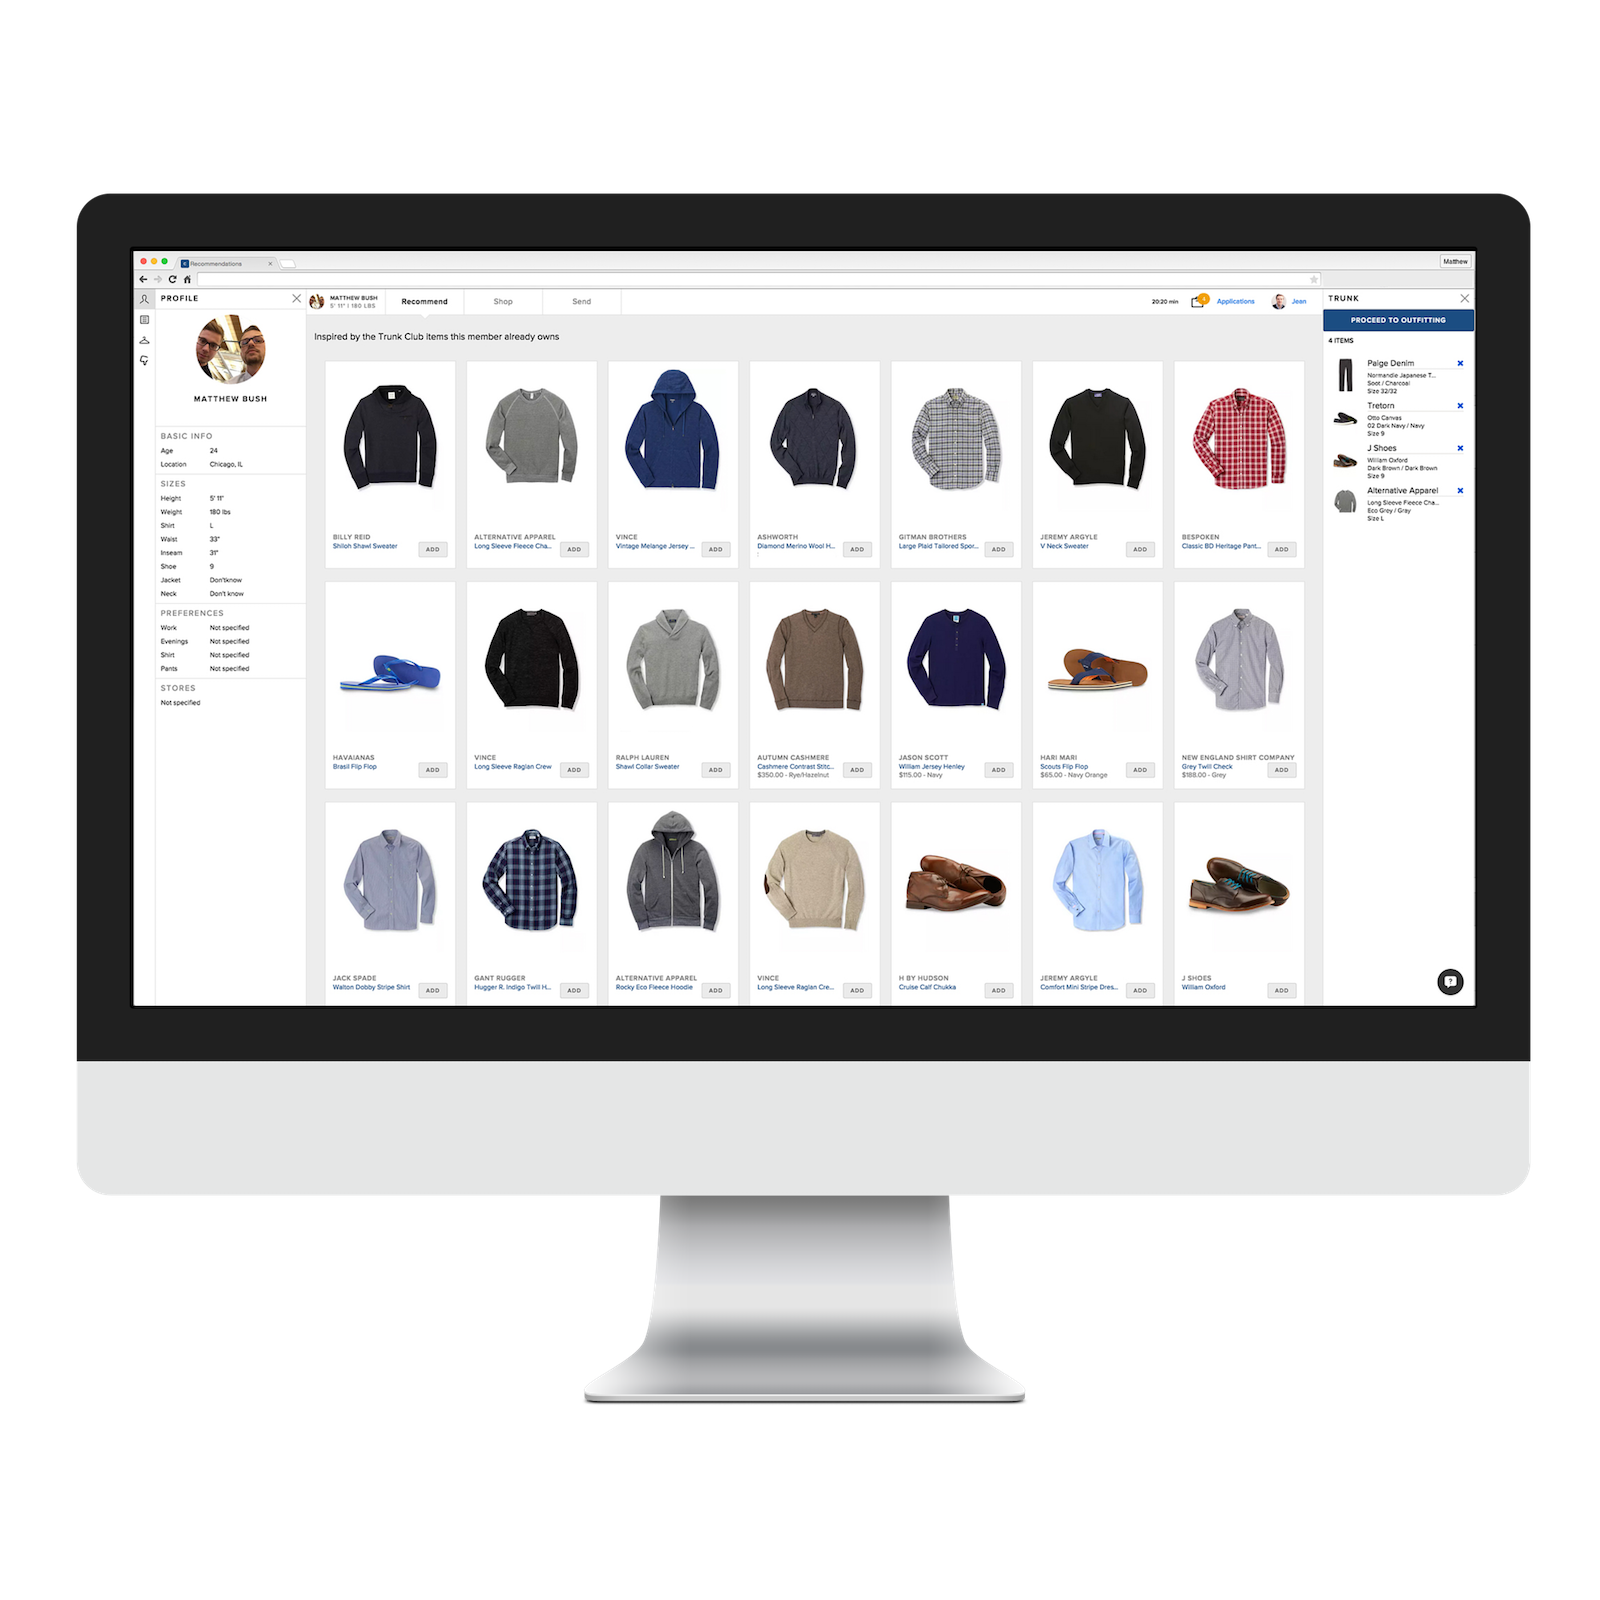 Recommendations
Matthew
PROFILE
MATTHEW BUSH
5' 11" | 180 LBS
Recommend
Shop
Send
20:20 min
Applications
Jean
TRUNK
PROCEED TO OUTFITTING
4 ITEMS
Paige Denim
Normandie Japanese T...
Soot / Charcoal
Size 32/32
Tretorn
Otto Canvas
02 Dark Navy / Navy
Size 9
J Shoes
William Oxford
Dark Brown / Dark Brown
Size 9
Alternative Apparel
Long Sleeve Fleece Cha...
Eco Grey / Gray
Size L
MATTHEW BUSH
BASIC INFO
Age 24
Location Chicago, IL
SIZES
Height 5' 11"
Weight 180 lbs
Shirt L
Waist 33"
Inseam 31"
Shoe 9
Jacket Don'tknow
Neck Don't know
PREFERENCES
Work Not specified
Evenings Not specified
Shirt Not specified
Pants Not specified
STORES
Not specified
Inspired by the Trunk Club items this member already owns
BILLY REID
Shiloh Shawl Sweater
ADD
ALTERNATIVE APPAREL
Long Sleeve Fleece Cha...
ADD
VINCE
Vintage Melange Jersey ...
ADD
ASHWORTH
Diamond Merino Wool H...
ADD
GITMAN BROTHERS
Large Plaid Tailored Spor...
ADD
JEREMY ARGYLE
V Neck Sweater
ADD
BESPOKEN
Classic BD Heritage Pant...
ADD
HAVAIANAS
Brasil Flip Flop
ADD
VINCE
Long Sleeve Raglan Crew
ADD
RALPH LAUREN
Shawl Collar Sweater
ADD
AUTUMN CASHMERE
Cashmere Contrast Stitc...
$350.00 - Rye/Hazelnut
ADD
JASON SCOTT
William Jersey Henley
$115.00 - Navy
ADD
HARI MARI
Scouts Flip Flop
$65.00 - Navy Orange
ADD
NEW ENGLAND SHIRT COMPANY
Grey Twill Check
$188.00 - Grey
ADD
JACK SPADE
Walton Dobby Stripe Shirt
ADD
GANT RUGGER
Hugger R. Indigo Twill H...
ADD
ALTERNATIVE APPAREL
Rocky Eco Fleece Hoodie
ADD
VINCE
Long Sleeve Raglan Cre...
ADD
H BY HUDSON
Cruise Calf Chukka
ADD
JEREMY ARGYLE
Comfort Mini Stripe Dres...
ADD
J SHOES
William Oxford
ADD